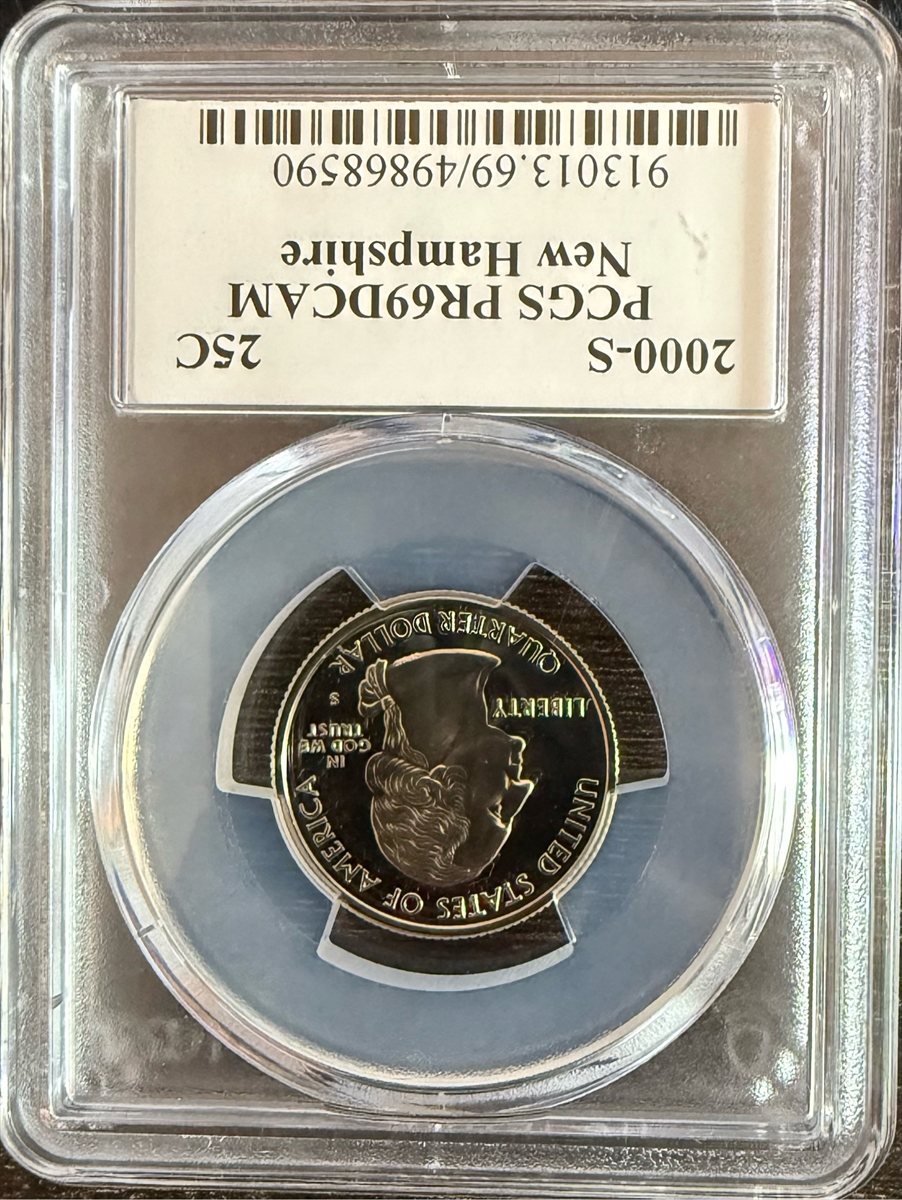 2000-S 25C
PCGS PR69DCAM
New Hampshire
913013.69/49868590
UNITED STATES OF AMERICA
LIBERTY
IN
GOD WE
TRUST
S
QUARTER DOLLAR